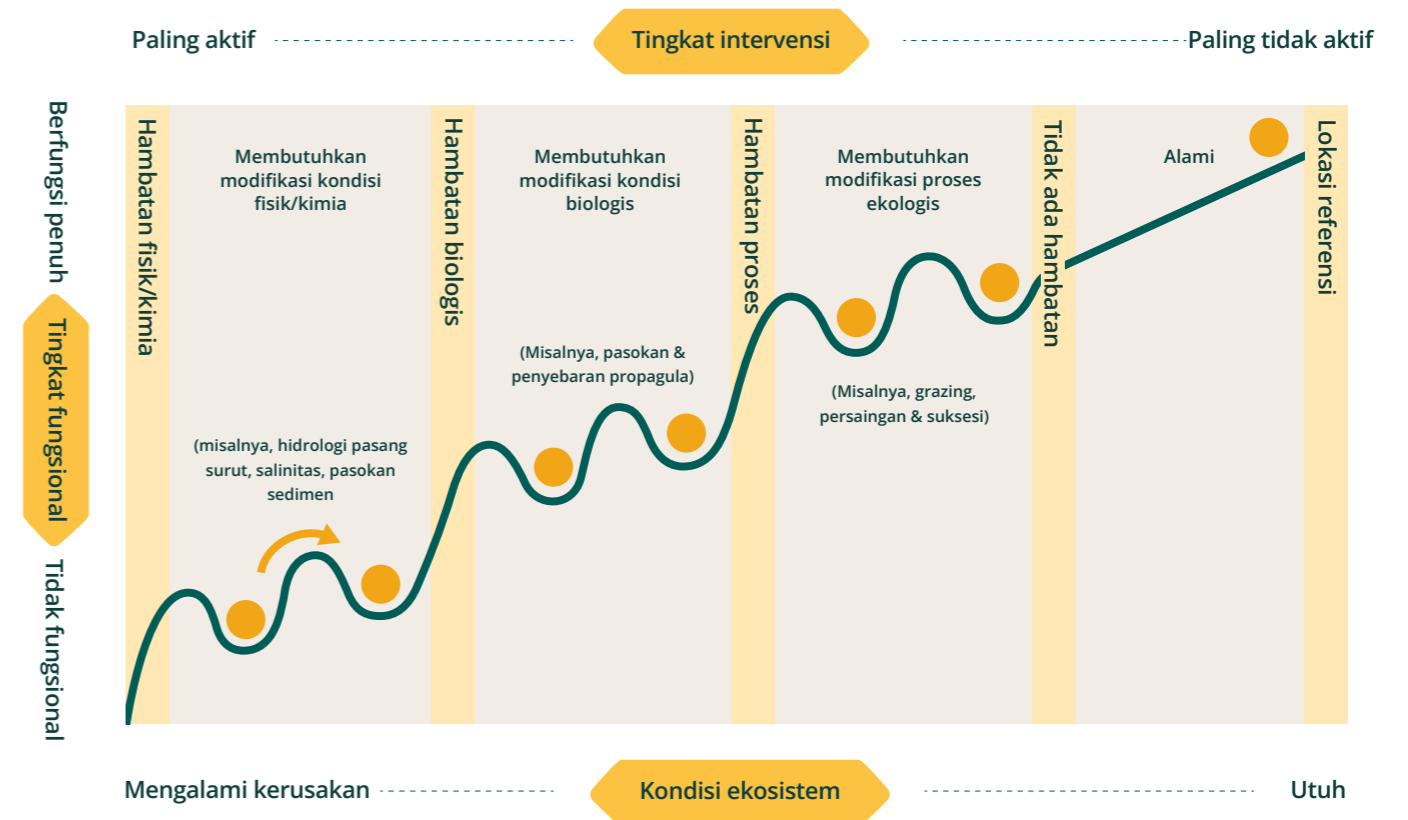 Paling aktif
Tingkat intervensi
Paling tidak aktif
Berfungsi penuh
Tingkat fungsional
Tidak fungsional
Hambatan fisik/kimia
Membutuhkan
modifikasi kondisi
fisik/kimia
(misalnya, hidrologi pasang
surut, salinitas, pasokan
sedimen
Hambatan biologis
Membutuhkan
modifikasi kondisi
biologis
(Misalnya, pasokan &
penyebaran propagula)
Hambatan proses
Membutuhkan
modifikasi proses
ekologis
(Misalnya, grazing,
persaingan & suksesi)
Tidak ada hambatan
Alami
Lokasi referensi
Mengalami kerusakan
Kondisi ekosistem
Utuh